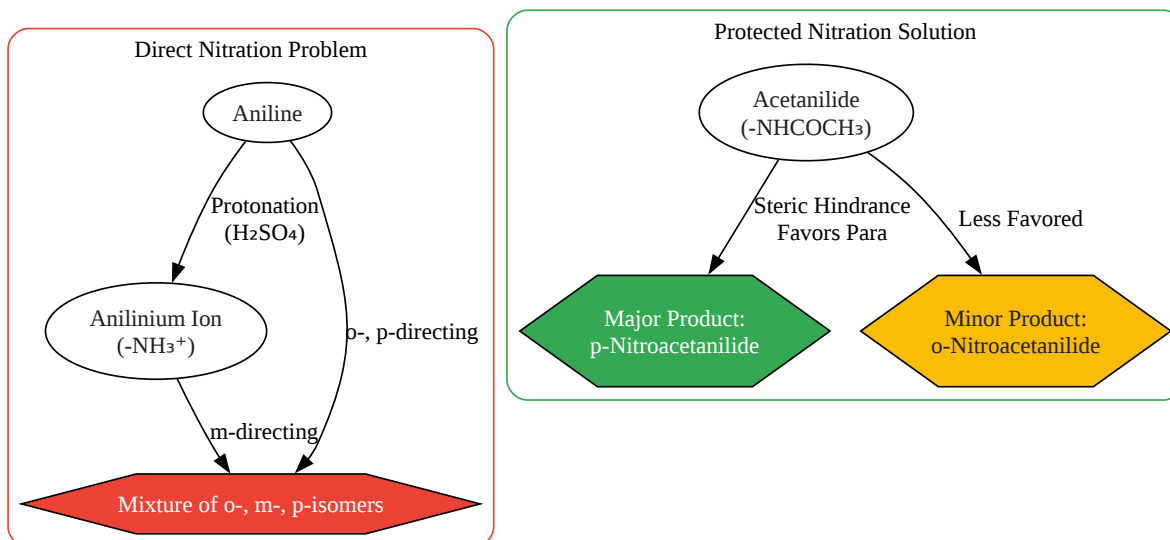 Direct Nitration Problem
Aniline
Protonation
(H₂SO₄)
Anilinium Ion
(-NH₃⁺)
o-, p-directing
m-directing
Mixture of o-, m-, p-isomers
Protected Nitration Solution
Acetanilide
(-NHCOCH₃)
Steric Hindrance
Favors Para
Less Favored
Major Product:
p-Nitroacetanilide
Minor Product:
o-Nitroacetanilide